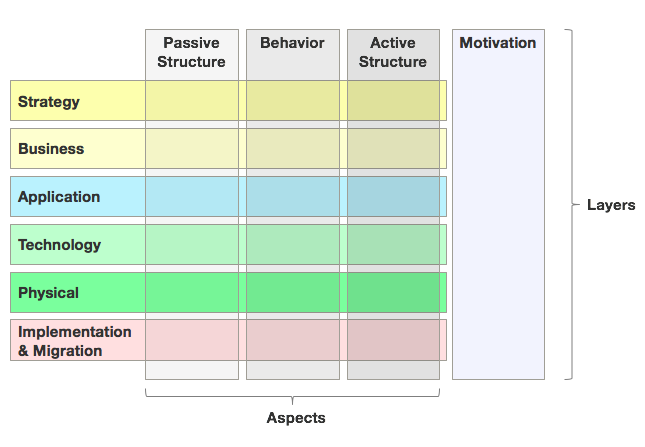 Passive
Structure
Behavior
Active
Structure
Motivation
Strategy
Business
Application
Technology
Physical
Implementation
& Migration
Layers
Aspects